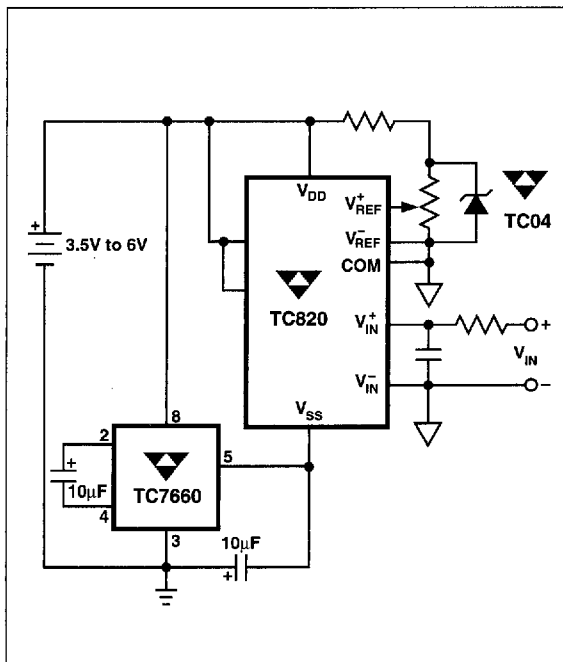 VDD
V+REF
V−REF
COM
TC04
3.5V to 6V
TC820
V+IN
VIN
V−IN
VSS
+
−
+
8
2
5
+
TC7660
10µF
4
3
10µF
+